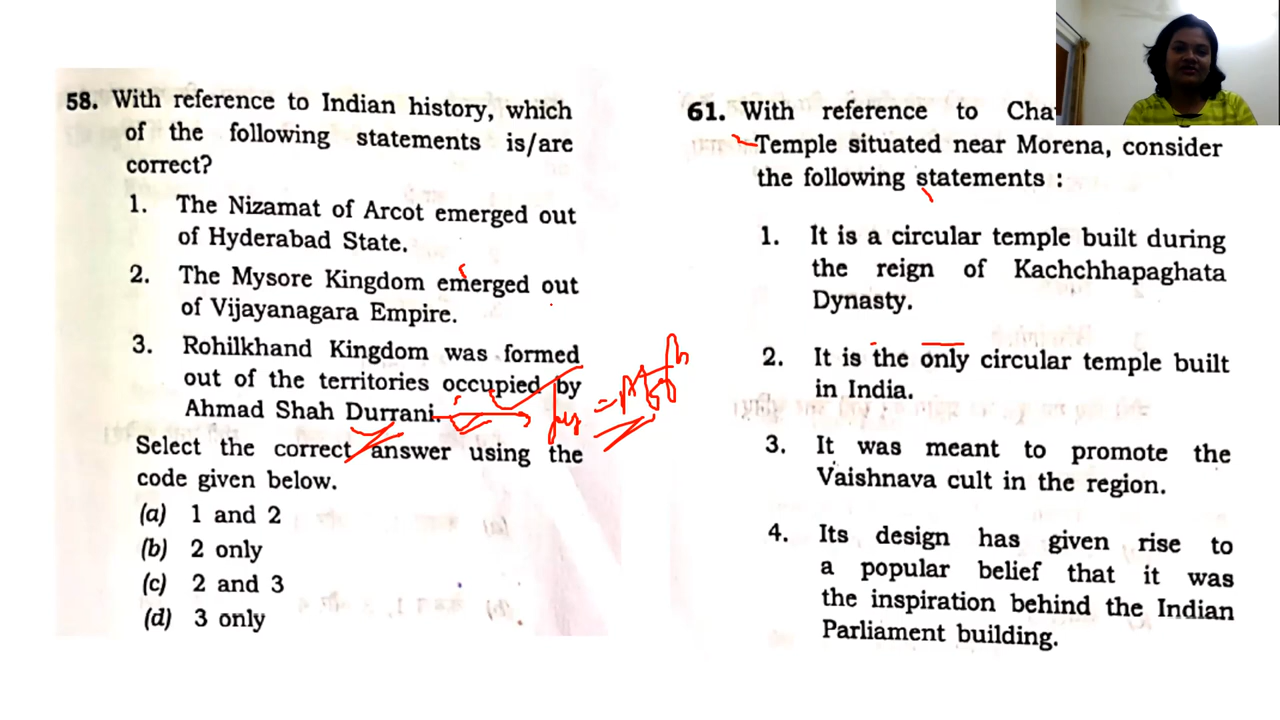 58. With reference to Indian history, which
of the following statements is/are
correct?
1. The Nizamat of Arcot emerged out
of Hyderabad State.
2. The Mysore Kingdom emerged out
of Vijayanagara Empire.
3. Rohilkhand Kingdom was formed
out of the territories occupied by
Ahmad Shah Durrani.
Select the correct answer using the
code given below.
(a) 1 and 2
(b) 2 only
(c) 2 and 3
(d) 3 only
61. With reference to
Temple situated near Morena, consider
the following statements :
1. It is a circular temple built during
the reign of Kachchhapaghata
Dynasty.
2. It is the only circular temple built
in India.
3. It was meant to promote the
Vaishnava cult in the region.
4. Its design has given rise to
a popular belief that it was
the inspiration behind the Indian
Parliament building.